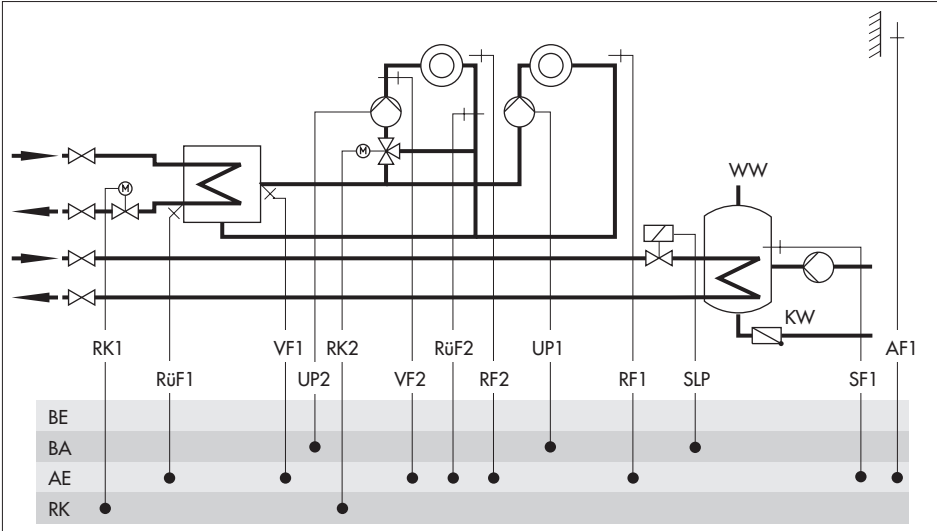 M
M
WW
KW
RK1 VF1 RK2 RüF2 UP1 AF1
RüF1 UP2 VF2 RF2 RF1 SLP SF1
BE
BA
AE
RK